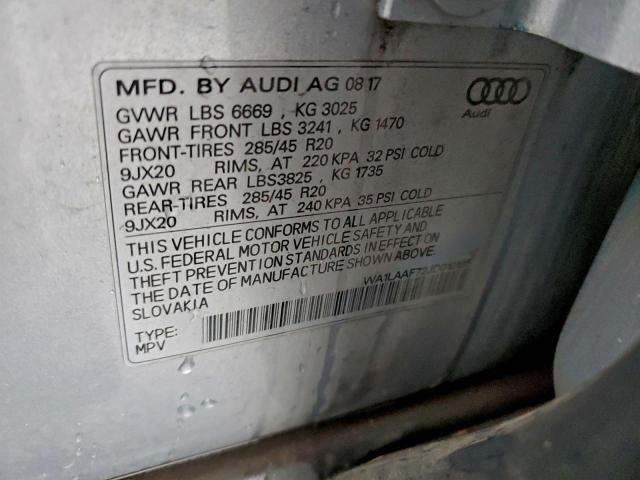 MFD. BY AUDI AG 08 17
GVWR LBS 6669 , KG 3025
GAWR FRONT LBS 3241, KG 1470
FRONT-TIRES 285/45 R20
9JX20 RIMS, AT 220 KPA 32 PSI COLD
GAWR REAR LBS3825 , KG 1735
REAR-TIRES 285/45 R20
9JX20 RIMS, AT 240 KPA 35 PSI COLD
THIS VEHICLE CONFORMS TO ALL APPLICABLE
U.S. FEDERAL MOTOR VEHICLE SAFETY AND
THEFT PREVENTION STANDARDS IN EFFECT ON
THE DATE OF MANUFACTURE SHOWN ABOVE.
SLOVAKIA
TYPE:
MPV
Audi